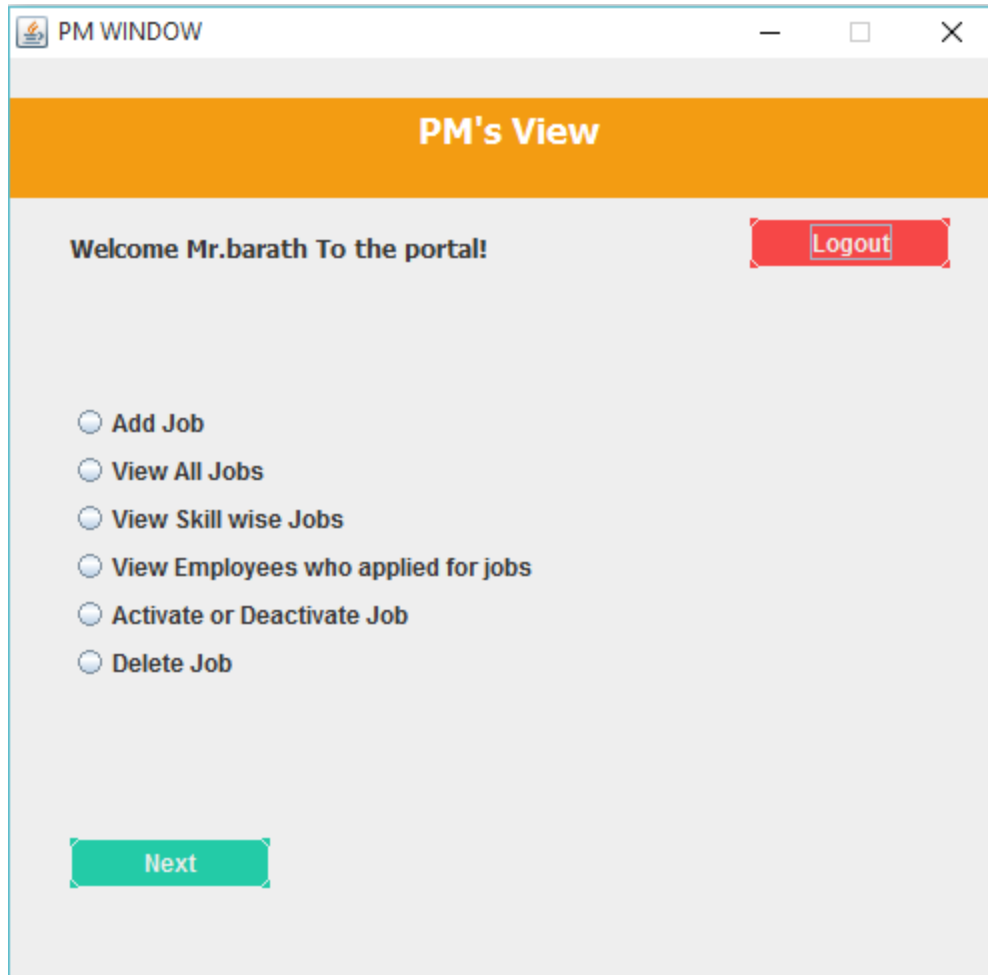 PM WINDOW
PM's View
Welcome Mr.barath To the portal!
Logout
Add Job
View All Jobs
View Skill wise Jobs
View Employees who applied for jobs
Activate or Deactivate Job
Delete Job
Next